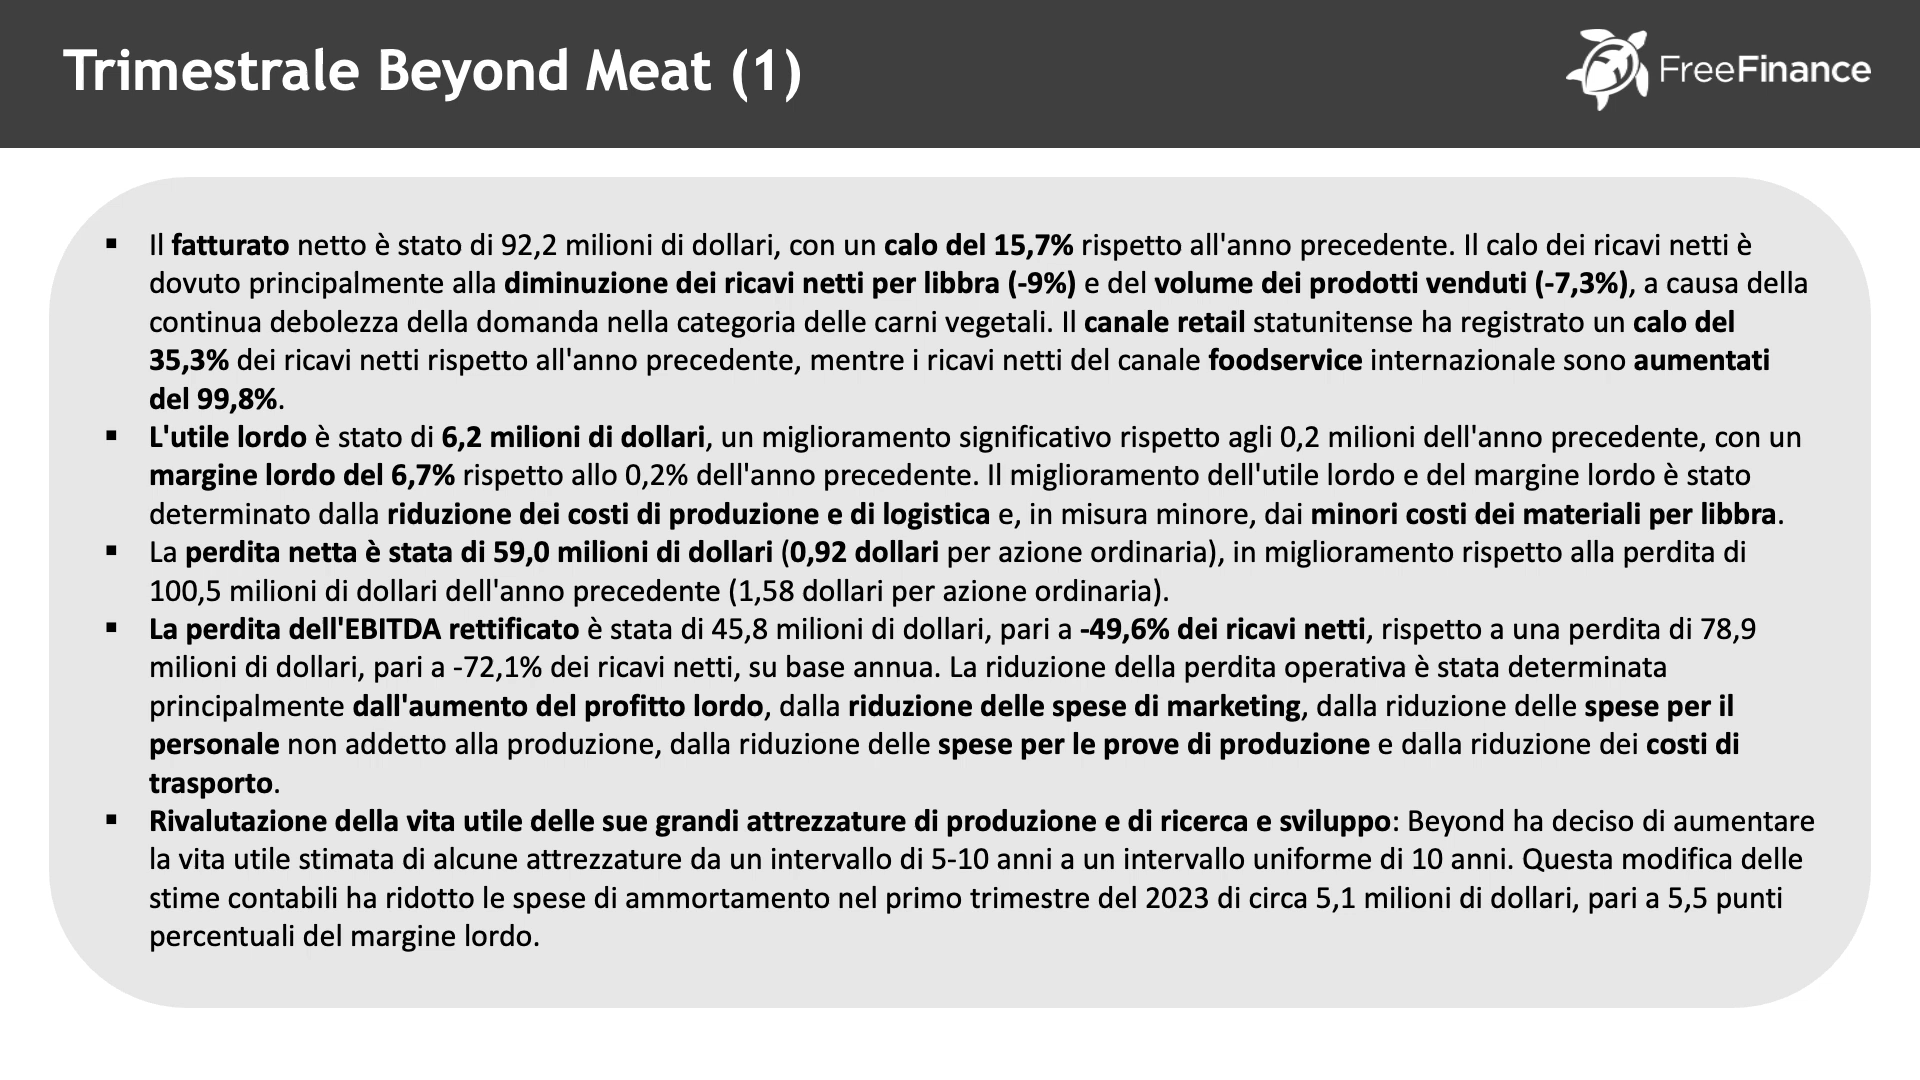 Trimestrale Beyond Meat (1)
FreeFinance
▪ Il fatturato netto è stato di 92,2 milioni di dollari, con un calo del 15,7% rispetto all'anno precedente. Il calo dei ricavi netti è
dovuto principalmente alla diminuzione dei ricavi netti per libbra (-9%) e del volume dei prodotti venduti (-7,3%), a causa della
continua debolezza della domanda nella categoria delle carni vegetali. Il canale retail statunitense ha registrato un calo del
35,3% dei ricavi netti rispetto all'anno precedente, mentre i ricavi netti del canale foodservice internazionale sono aumentati
del 99,8%.
▪ L'utile lordo è stato di 6,2 milioni di dollari, un miglioramento significativo rispetto agli 0,2 milioni dell'anno precedente, con un
margine lordo del 6,7% rispetto allo 0,2% dell'anno precedente. Il miglioramento dell'utile lordo e del margine lordo è stato
determinato dalla riduzione dei costi di produzione e di logistica e, in misura minore, dai minori costi dei materiali per libbra.
▪ La perdita netta è stata di 59,0 milioni di dollari (0,92 dollari per azione ordinaria), in miglioramento rispetto alla perdita di
100,5 milioni di dollari dell'anno precedente (1,58 dollari per azione ordinaria).
▪ La perdita dell'EBITDA rettificato è stata di 45,8 milioni di dollari, pari a -49,6% dei ricavi netti, rispetto a una perdita di 78,9
milioni di dollari, pari a -72,1% dei ricavi netti, su base annua. La riduzione della perdita operativa è stata determinata
principalmente dall'aumento del profitto lordo, dalla riduzione delle spese di marketing, dalla riduzione delle spese per il
personale non addetto alla produzione, dalla riduzione delle spese per le prove di produzione e dalla riduzione dei costi di
trasporto.
▪ Rivalutazione della vita utile delle sue grandi attrezzature di produzione e di ricerca e sviluppo: Beyond ha deciso di aumentare
la vita utile stimata di alcune attrezzature da un intervallo di 5-10 anni a un intervallo uniforme di 10 anni. Questa modifica delle
stime contabili ha ridotto le spese di ammortamento nel primo trimestre del 2023 di circa 5,1 milioni di dollari, pari a 5,5 punti
percentuali del margine lordo.